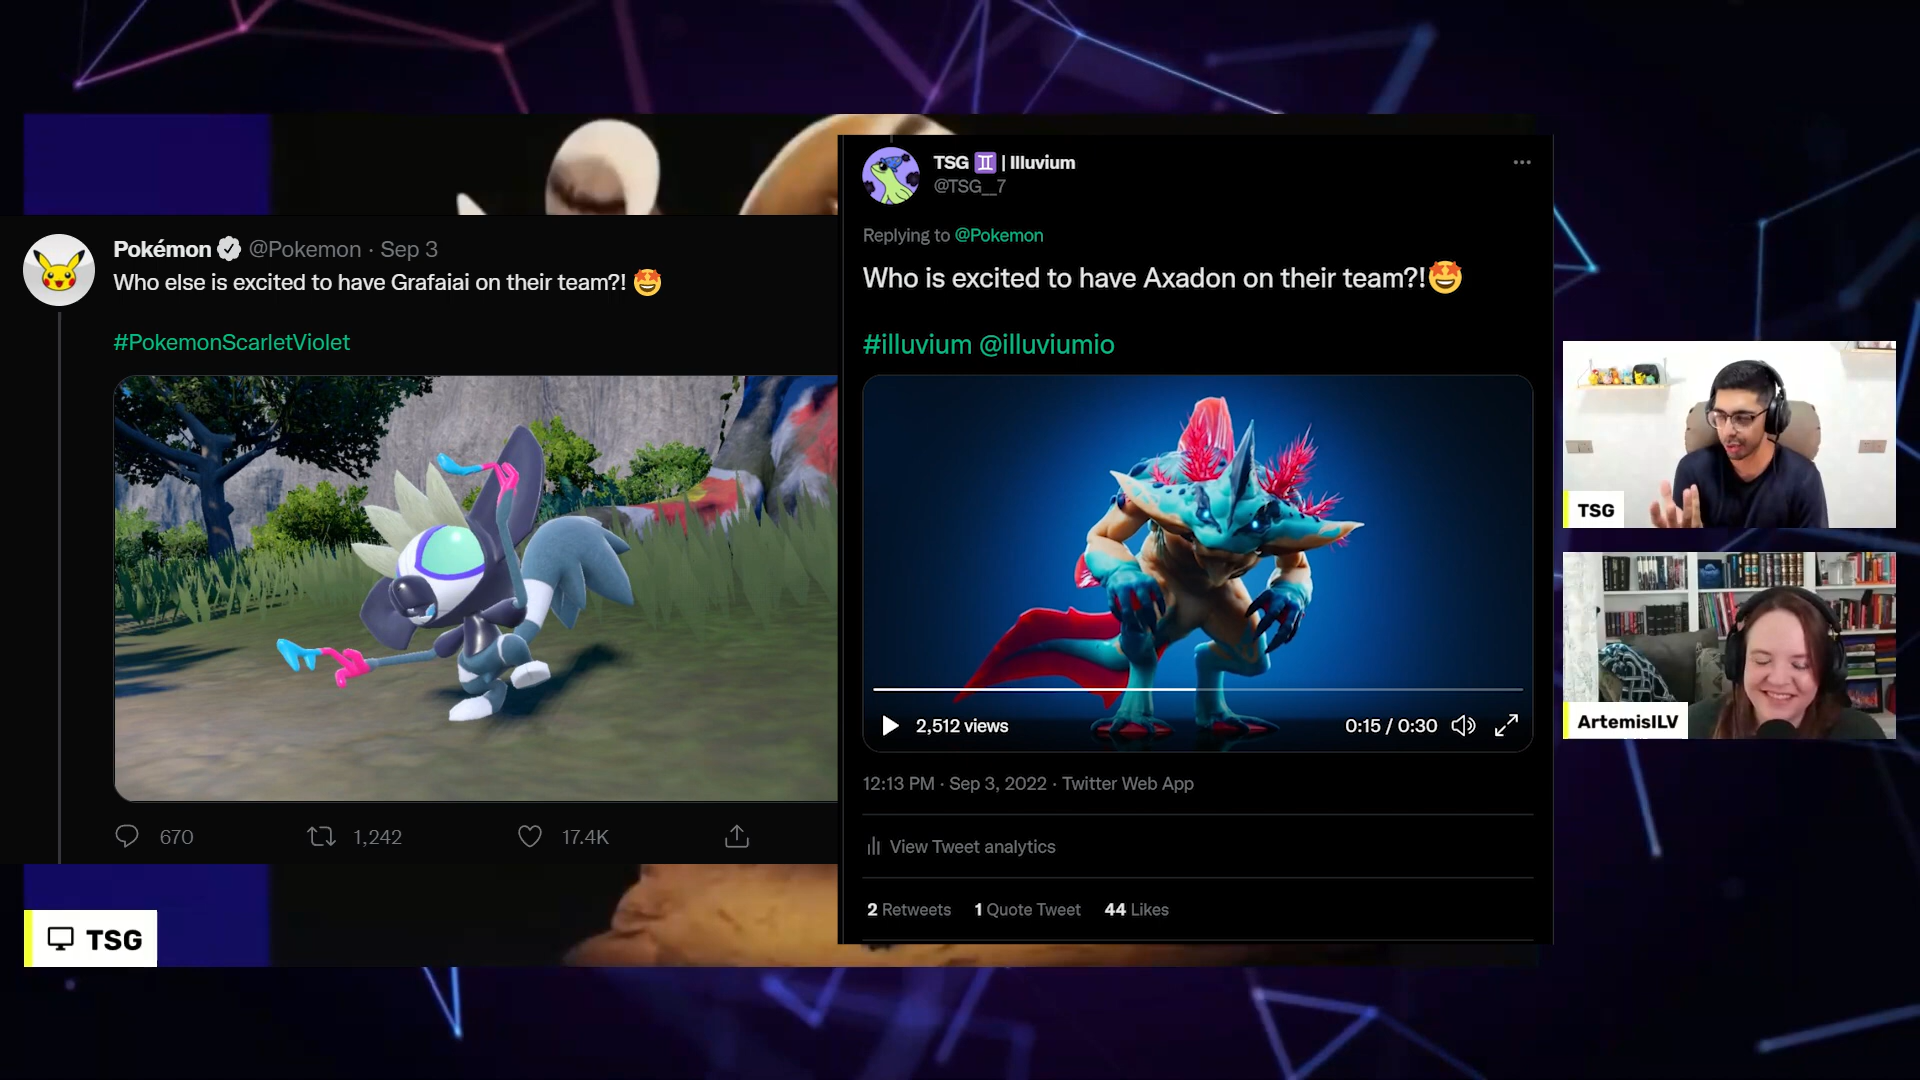 Pokémon @Pokemon · Sep 3
Who else is excited to have Grafaiai on their team?! 🤩
#PokemonScarletViolet
670 1,242 17.4K
TSG
TSG ♊ | Illuvium
@TSG__7
Replying to @Pokemon
Who is excited to have Axadon on their team?!🤩
#illuvium @illuviumio
2,512 views 0:15 / 0:30
12:13 PM · Sep 3, 2022 · Twitter Web App
View Tweet analytics
2 Retweets 1 Quote Tweet 44 Likes
TSG
ArtemisILV